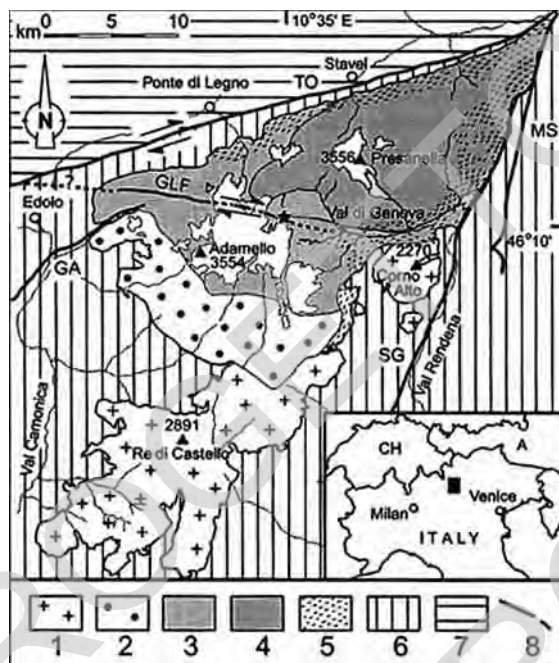 0 5 10
km
10°35' E
Stavel
TO
Ponte di Legno
MS
3556 Presanella
N
?
GLF
Edolo
Val di Genova
46°10'
Adamello
3554
2270
Corno
Alto
GA
SG
Val Rendena
2891
Re di Castello
Val Camonica
CH
A
Milan
Venice
ITALY
1 2 3 4 5 6 7 8